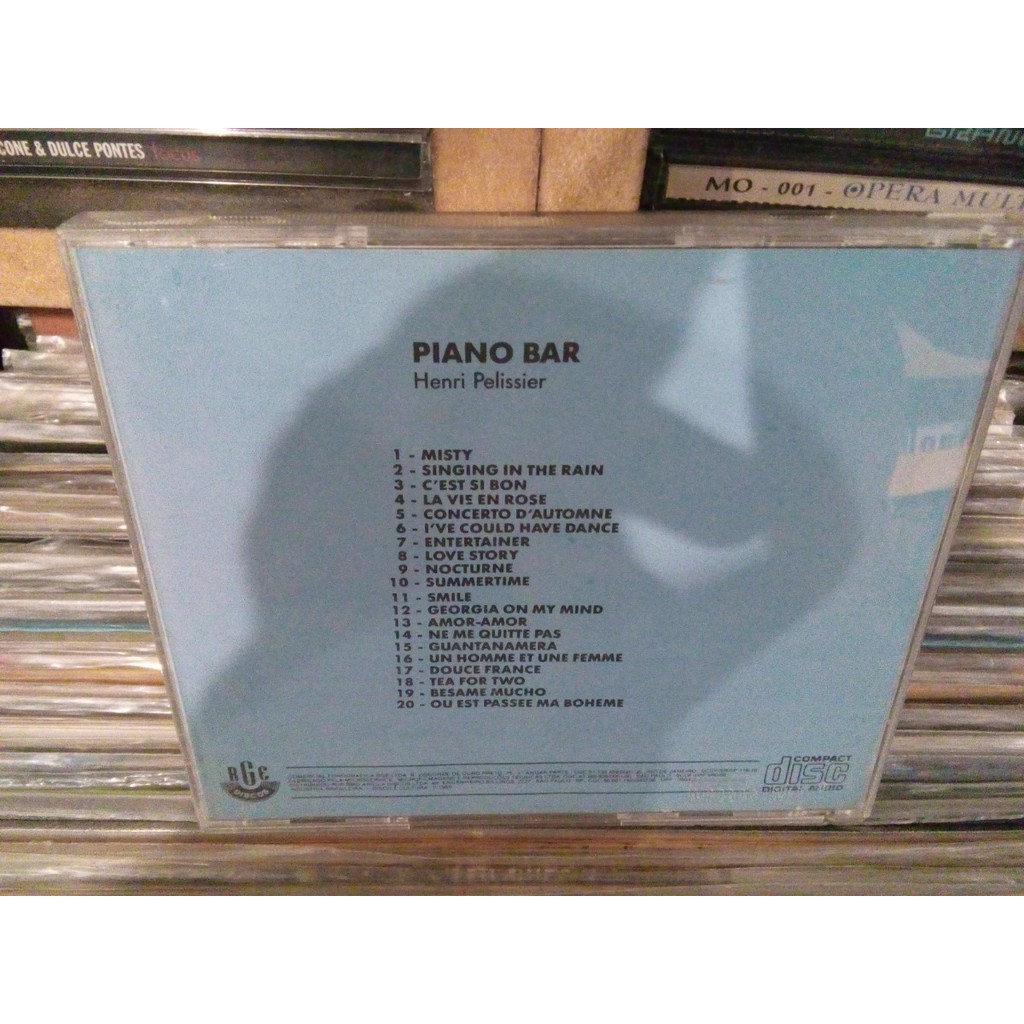 CONE & DULCE PONTES focus
MO - 001 - OPERA MULT
PIANO BAR
Henri Pelissier
1 - MISTY
2 - SINGING IN THE RAIN
3 - C'EST SI BON
4 - LA VIE EN ROSE
5 - CONCERTO D'AUTOMNE
6 - I'VE COULD HAVE DANCE
7 - ENTERTAINER
8 - LOVE STORY
9 - NOCTURNE
10 - SUMMERTIME
11 - SMILE
12 - GEORGIA ON MY MIND
13 - AMOR-AMOR
14 - NE ME QUITTE PAS
15 - GUANTANAMERA
16 - UN HOMME ET UNE FEMME
17 - DOUCE FRANCE
18 - TEA FOR TWO
19 - BESAME MUCHO
20 - OU EST PASSEE MA BOHEME
RGE
DISCOS
COMPACT
disc
DIGITAL AUDIO